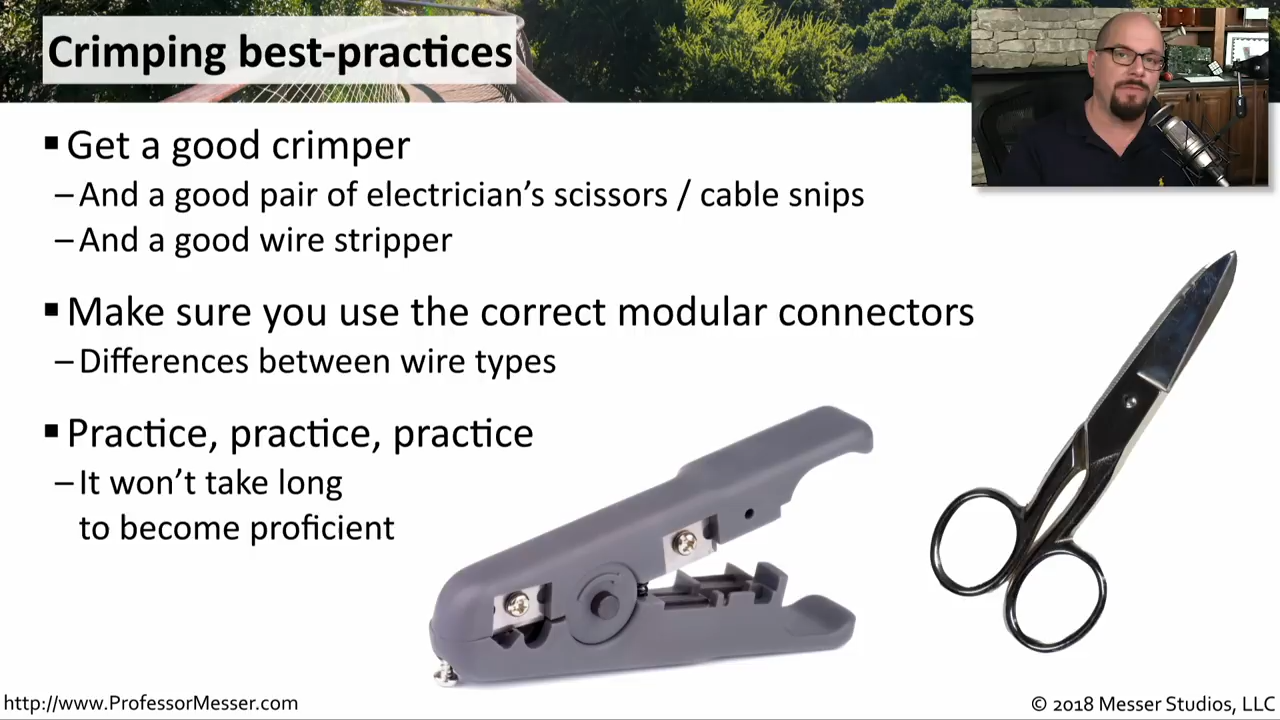 Crimping best-practices
▪ Get a good crimper
– And a good pair of electrician's scissors / cable snips
– And a good wire stripper
▪ Make sure you use the correct modular connectors
– Differences between wire types
▪ Practice, practice, practice
– It won't take long
to become proficient
http://www.ProfessorMesser.com
© 2018 Messer Studios, LLC